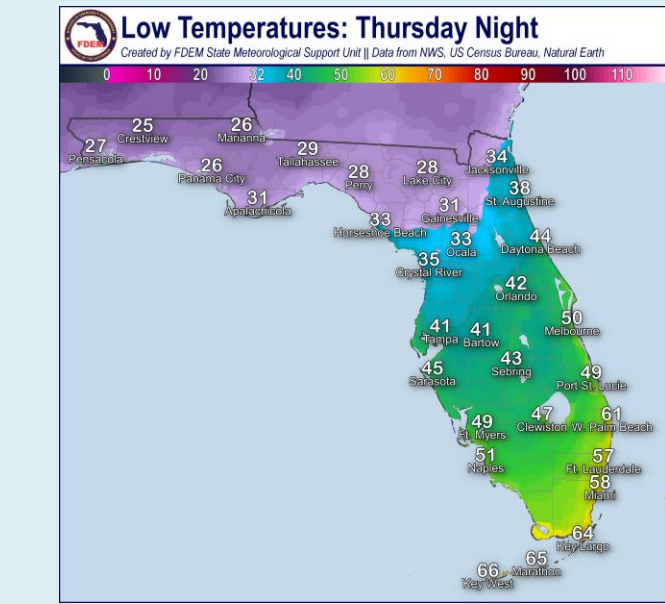 FDEM
Low Temperatures: Thursday Night
Created by FDEM State Meteorological Support Unit || Data from NWS, US Census Bureau, Natural Earth
0 10 20 32 40 50 60 70 80 90 100 110
25
Crestview
26
Marianna
27
Pensacola
29
Tallahassee
34
Jacksonville
26
Panama City
28
Perry
28
Lake City
38
St. Augustine
31
Apalachicola
31
Gainesville
33
Horseshoe Beach
33
Ocala
44
Daytona Beach
35
Crystal River
42
Orlando
50
Melbourne
41
Tampa
41
Bartow
45
Sarasota
43
Sebring
49
Port St. Lucie
49
Ft. Myers
47
Clewiston
61
W. Palm Beach
51
Naples
57
Ft. Lauderdale
58
Miami
64
Key Largo
65
Marathon
66
Key West